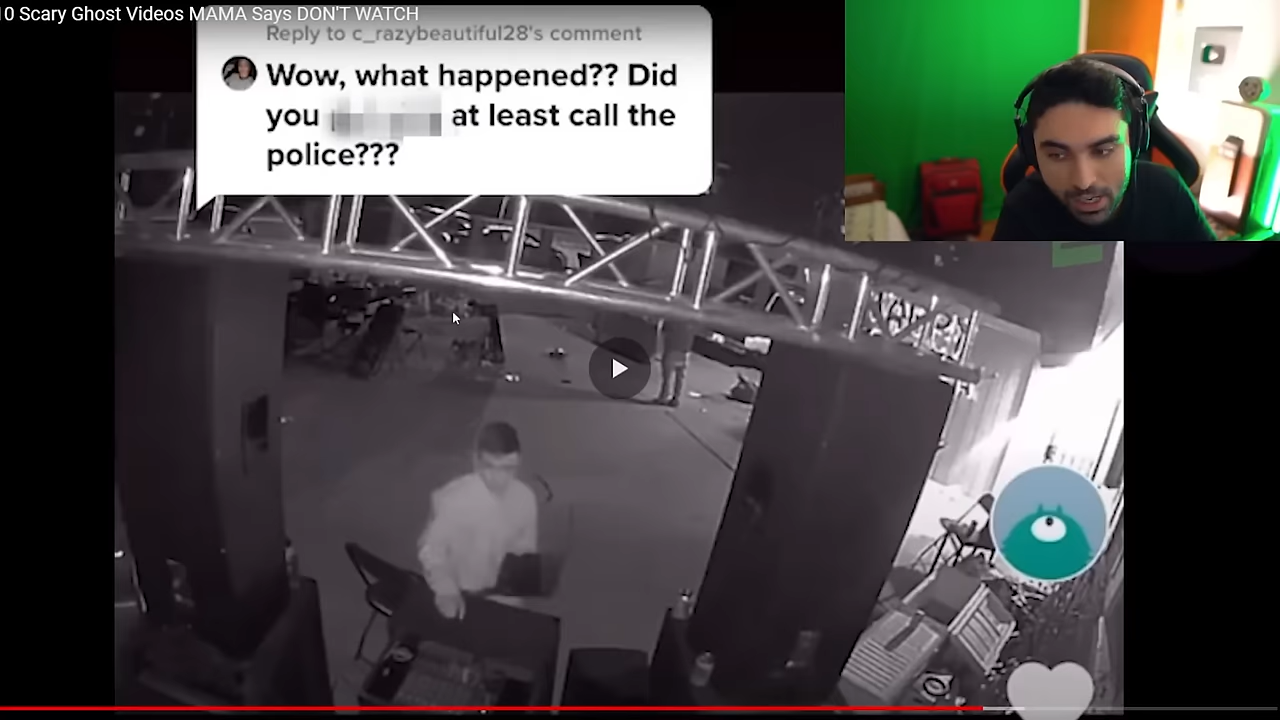 10 Scary Ghost Videos MAMA Says DON'T WATCH
Reply to c_razybeautiful28's comment
Wow, what happened?? Did
you at least call the
police???